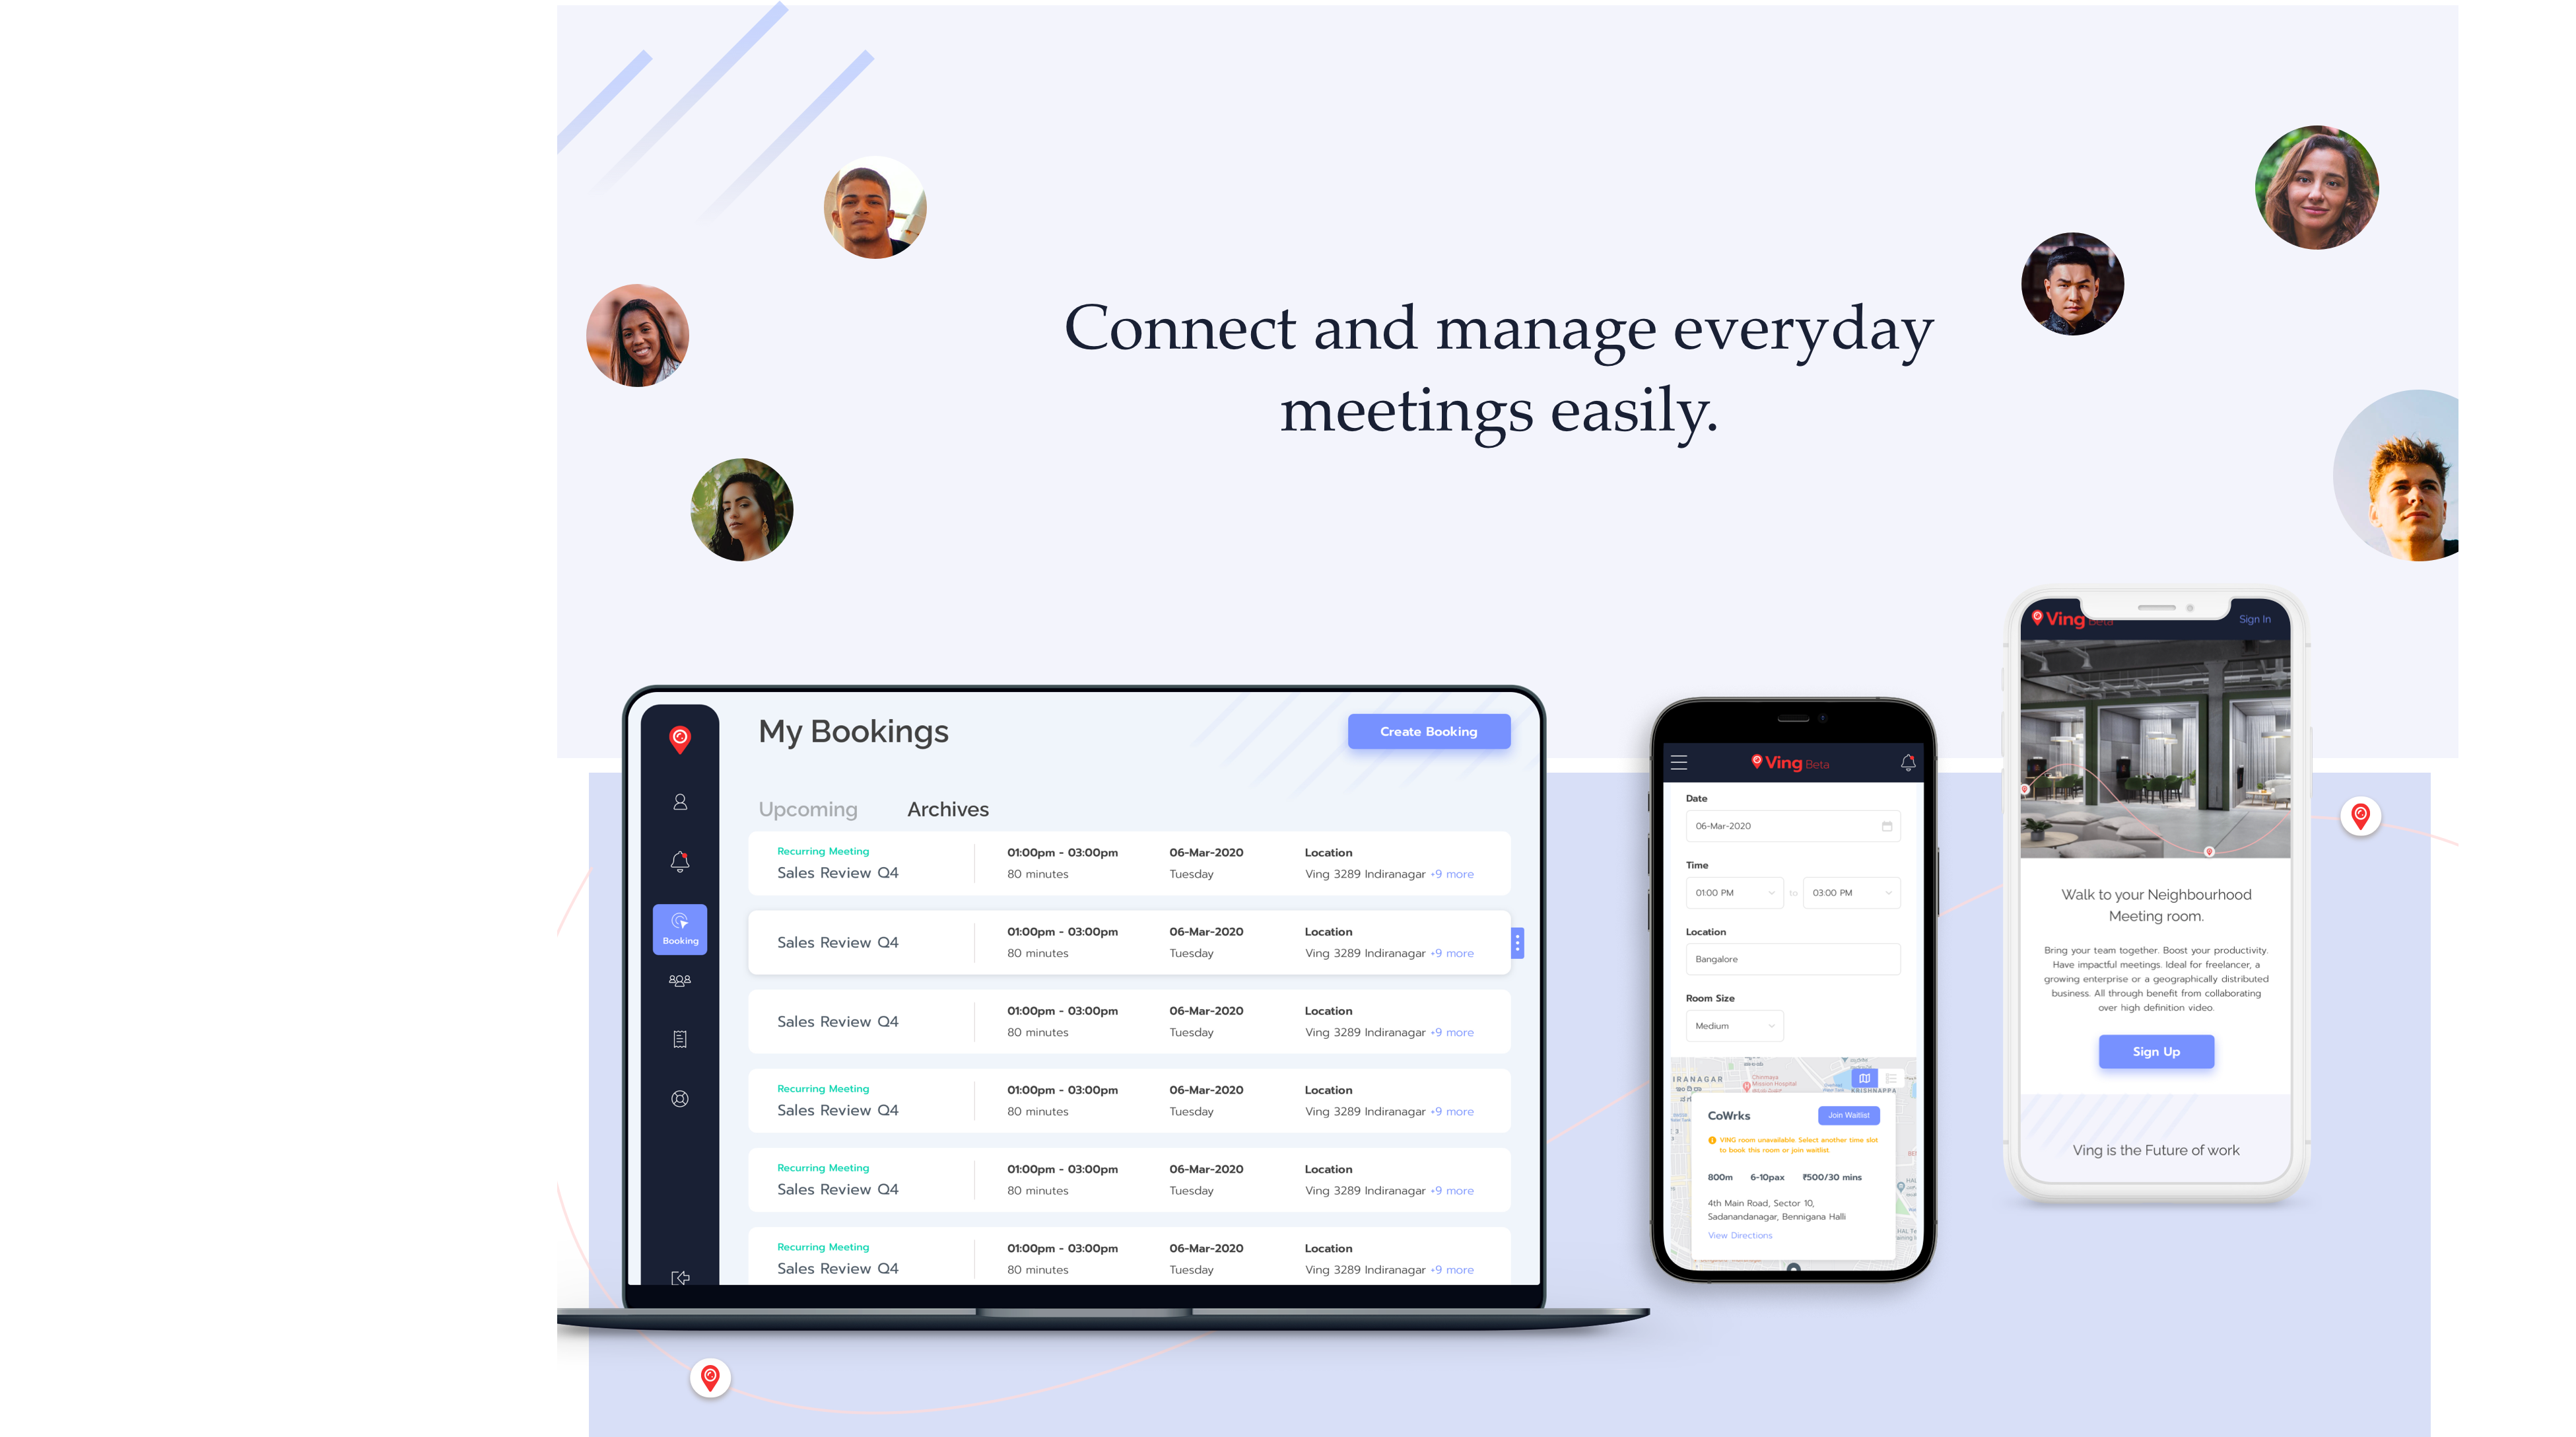 Connect and manage everyday
meetings easily.
My Bookings
Create Booking
Upcoming
Archives
Booking
Recurring Meeting
Sales Review Q4
01:00pm - 03:00pm
80 minutes
06-Mar-2020
Tuesday
Location
Ving 3289 Indiranagar +9 more
Sales Review Q4
01:00pm - 03:00pm
80 minutes
06-Mar-2020
Tuesday
Location
Ving 3289 Indiranagar +9 more
Sales Review Q4
01:00pm - 03:00pm
80 minutes
06-Mar-2020
Tuesday
Location
Ving 3289 Indiranagar +9 more
Recurring Meeting
Sales Review Q4
01:00pm - 03:00pm
80 minutes
06-Mar-2020
Tuesday
Location
Ving 3289 Indiranagar +9 more
Recurring Meeting
Sales Review Q4
01:00pm - 03:00pm
80 minutes
06-Mar-2020
Tuesday
Location
Ving 3289 Indiranagar +9 more
Recurring Meeting
Sales Review Q4
01:00pm - 03:00pm
80 minutes
06-Mar-2020
Tuesday
Location
Ving 3289 Indiranagar +9 more
Ving Beta
Date
06-Mar-2020
Time
01:00 PM to 03:00 PM
Location
Bangalore
Room Size
Medium
IRANAGAR
Chinmaya
Mission Hospital
KRISHNAPPA
CoWrks
Join Waitlist
VING room unavailable. Select another time slot
to book this room or join waitlist.
800m 6-10pax ₹500/30 mins
4th Main Road, Sector 10,
Sadanandanagar, Bennigana Halli
View Directions
Ving Beta
Sign In
Walk to your Neighbourhood
Meeting room.
Bring your team together. Boost your productivity.
Have impactful meetings. Ideal for freelancer, a
growing enterprise or a geographically distributed
business. All through benefit from collaborating
over high definition video.
Sign Up
Ving is the Future of work